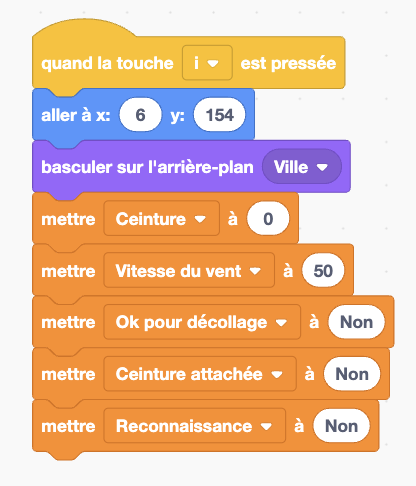 quand la touche i est pressée
aller à x: 6 y: 154
basculer sur l'arrière-plan Ville
mettre Ceinture à 0
mettre Vitesse du vent à 50
mettre Ok pour décollage à Non
mettre Ceinture attachée à Non
mettre Reconnaissance à Non